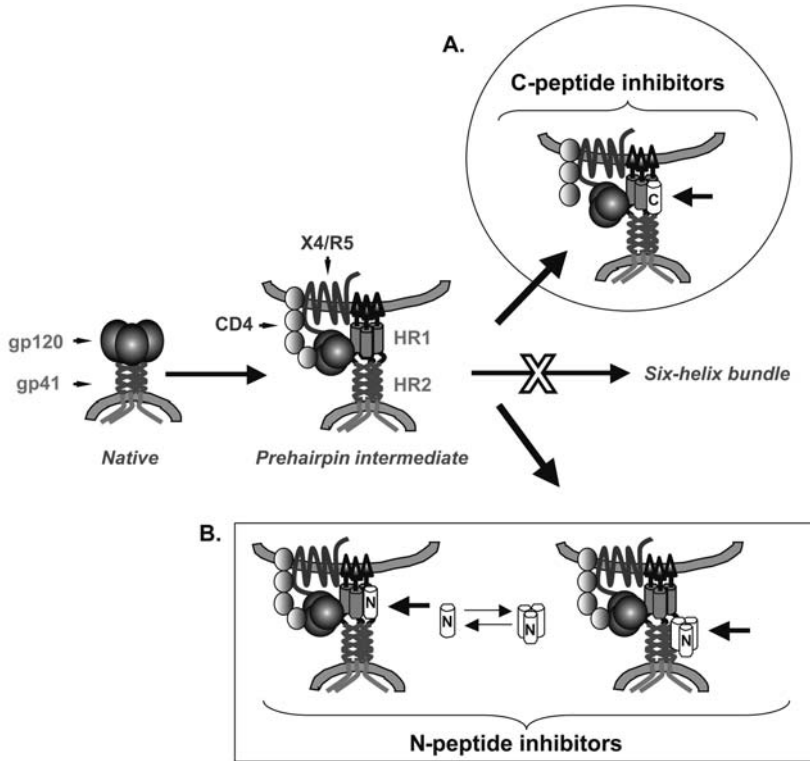 A.
C-peptide inhibitors
C
X4/R5
CD4
HR1
gp120
gp41
HR2
X
Six-helix bundle
Native
Prehairpin intermediate
B.
N
N
N
N
N-peptide inhibitors